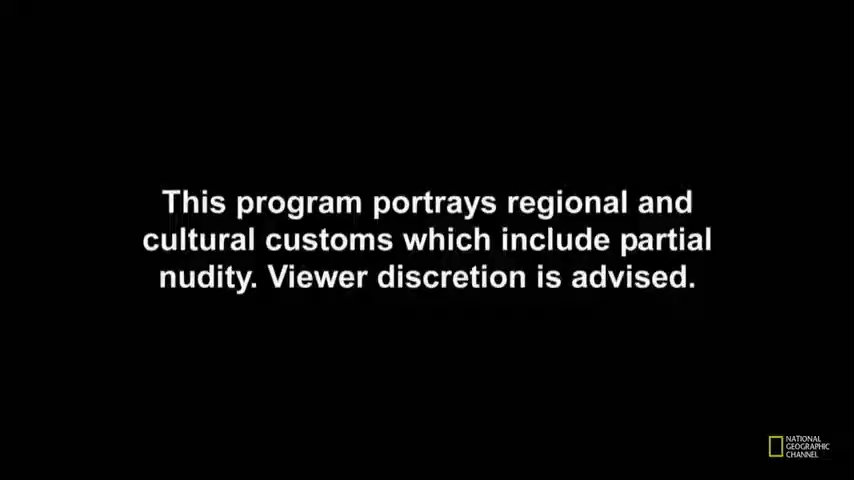 This program portrays regional and
cultural customs which include partial
nudity. Viewer discretion is advised.
NATIONAL
GEOGRAPHIC
CHANNEL